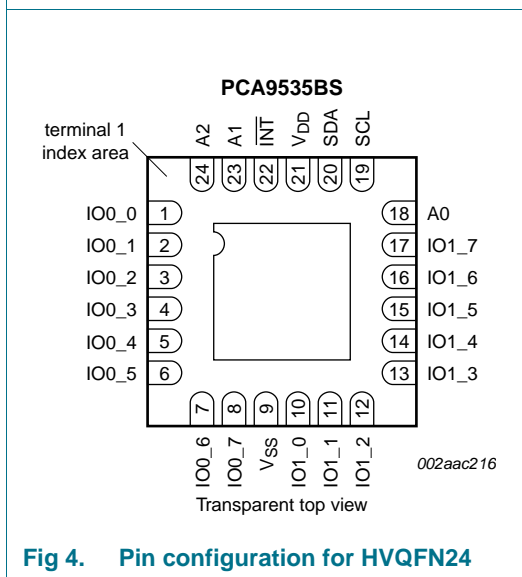 PCA9535BS
terminal 1
index area
A2
A1
INT
VDD
SDA
SCL
24
23
22
21
20
19
IO0_0 1
IO0_1 2
IO0_2 3
IO0_3 4
IO0_4 5
IO0_5 6
18 A0
17 IO1_7
16 IO1_6
15 IO1_5
14 IO1_4
13 IO1_3
7
8
9
10
11
12
IO0_6
IO0_7
VSS
IO1_0
IO1_1
IO1_2
002aac216
Transparent top view
Fig 4. Pin configuration for HVQFN24